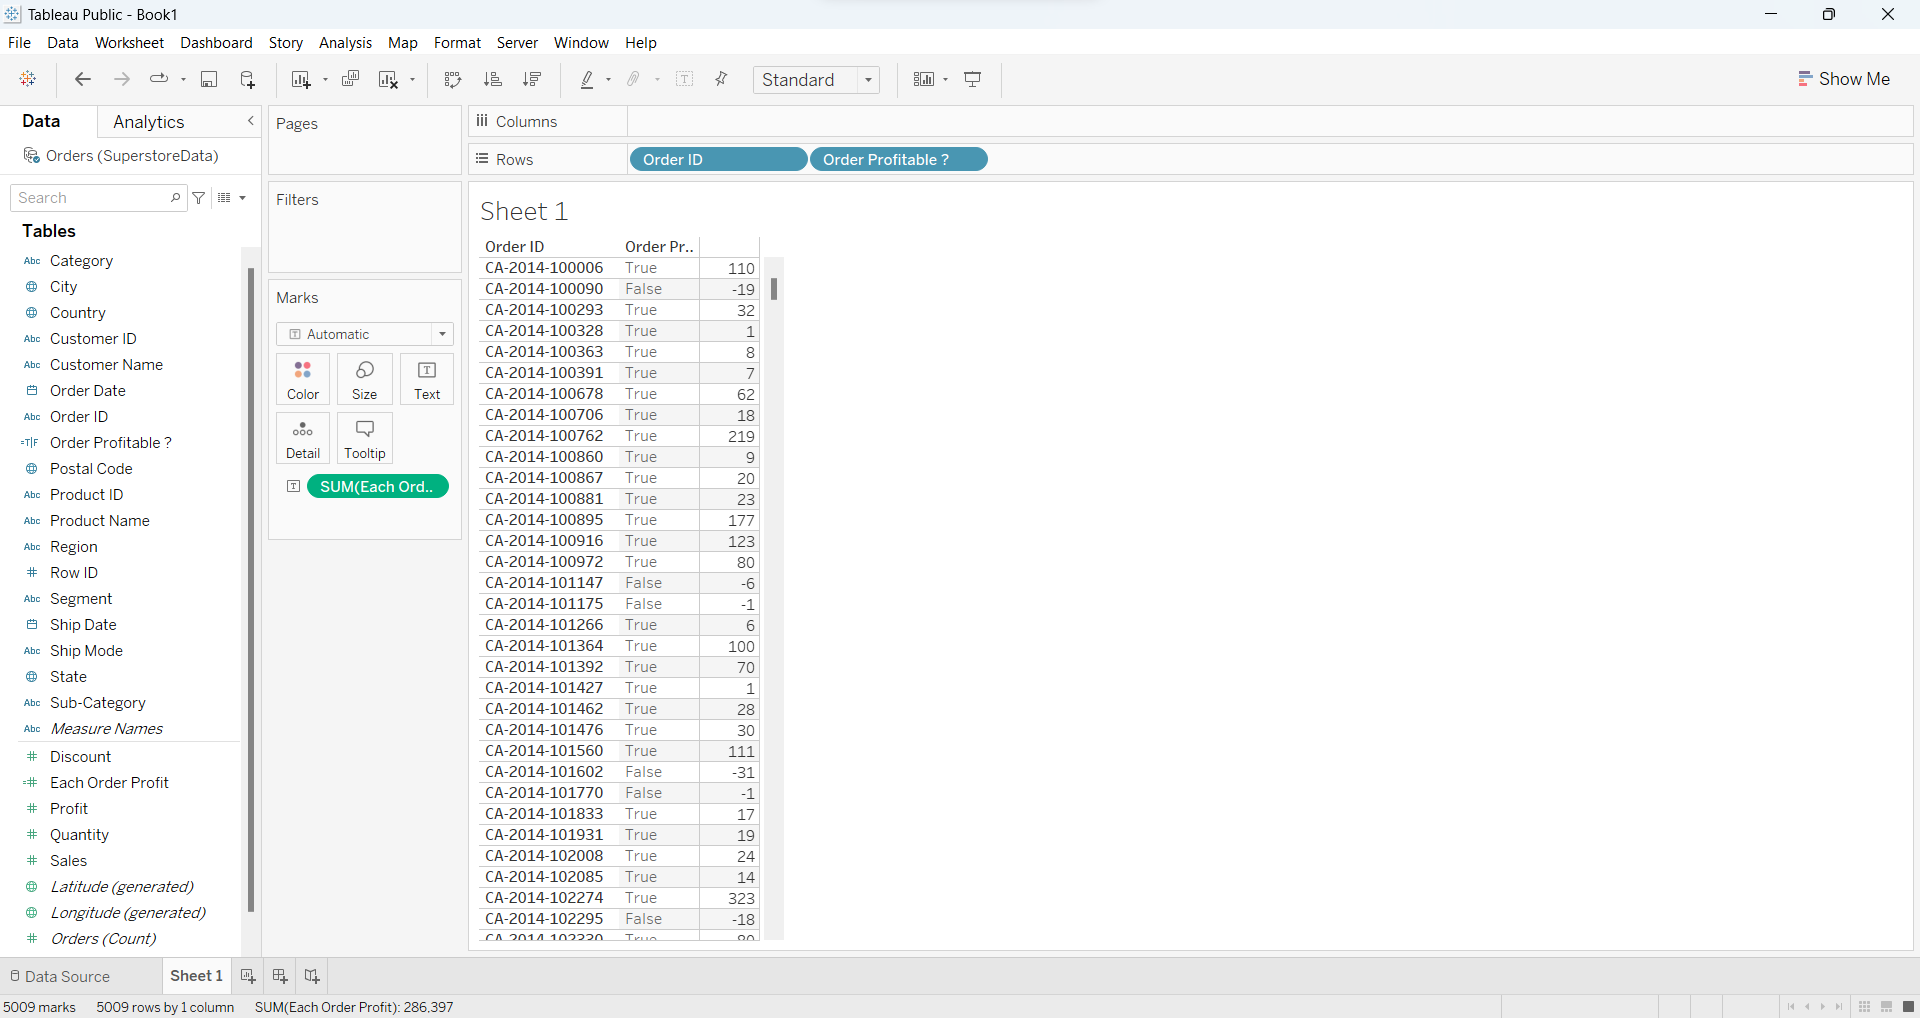 Tableau Public - Book1
File Data Worksheet Dashboard Story Analysis Map Format Server Window Help
Standard
Show Me
Data Analytics
Orders (SuperstoreData)
Search
Tables
Abc Category
City
Country
Abc Customer ID
Abc Customer Name
Order Date
Abc Order ID
=T|F Order Profitable ?
Postal Code
Abc Product ID
Abc Product Name
Abc Region
# Row ID
Abc Segment
Ship Date
Abc Ship Mode
State
Abc Sub-Category
Abc Measure Names
# Discount
=# Each Order Profit
# Profit
# Quantity
# Sales
Latitude (generated)
Longitude (generated)
# Orders (Count)
Pages
Filters
Marks
T Automatic
Color Size T Text
Detail Tooltip
T SUM(Each Ord..
Columns
Rows Order ID Order Profitable ?
Sheet 1
Order ID Order Pr..
CA-2014-100006 True 110
CA-2014-100090 False -19
CA-2014-100293 True 32
CA-2014-100328 True 1
CA-2014-100363 True 8
CA-2014-100391 True 7
CA-2014-100678 True 62
CA-2014-100706 True 18
CA-2014-100762 True 219
CA-2014-100860 True 9
CA-2014-100867 True 20
CA-2014-100881 True 23
CA-2014-100895 True 177
CA-2014-100916 True 123
CA-2014-100972 True 80
CA-2014-101147 False -6
CA-2014-101175 False -1
CA-2014-101266 True 6
CA-2014-101364 True 100
CA-2014-101392 True 70
CA-2014-101427 True 1
CA-2014-101462 True 28
CA-2014-101476 True 30
CA-2014-101560 True 111
CA-2014-101602 False -31
CA-2014-101770 False -1
CA-2014-101833 True 17
CA-2014-101931 True 19
CA-2014-102008 True 24
CA-2014-102085 True 14
CA-2014-102274 True 323
CA-2014-102295 False -18
Data Source Sheet 1
5009 marks 5009 rows by 1 column SUM(Each Order Profit): 286,397